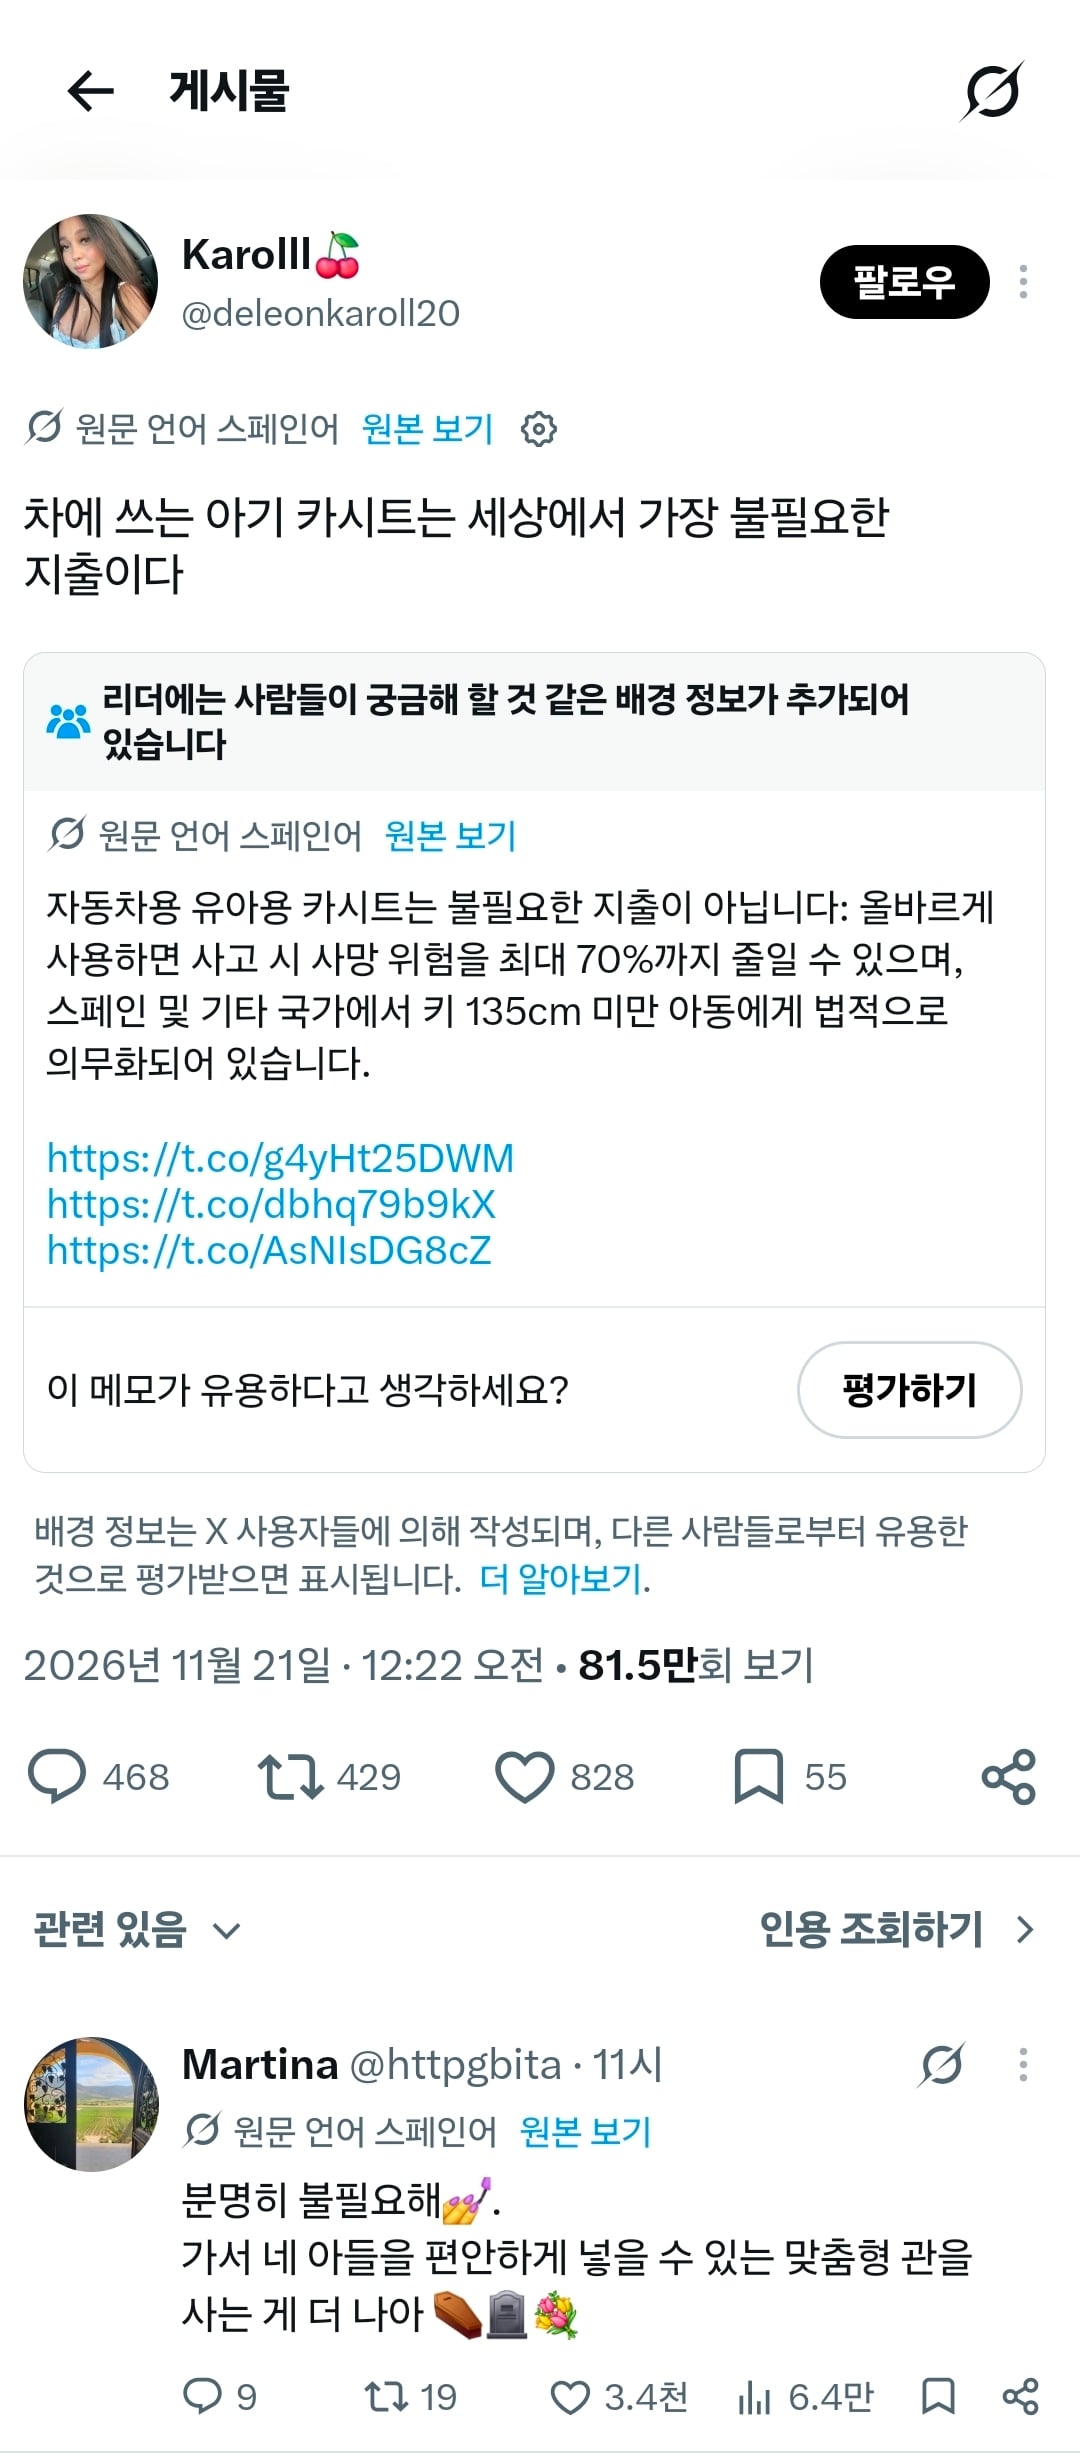 게시물
Karolll🍒
@deleonkaroll20
팔로우
원문 언어 스페인어 원본 보기
차에 쓰는 아기 카시트는 세상에서 가장 불필요한
지출이다
리더에는 사람들이 궁금해 할 것 같은 배경 정보가 추가되어
있습니다
원문 언어 스페인어 원본 보기
자동차용 유아용 카시트는 불필요한 지출이 아닙니다: 올바르게
사용하면 사고 시 사망 위험을 최대 70%까지 줄일 수 있으며,
스페인 및 기타 국가에서 키 135cm 미만 아동에게 법적으로
의무화되어 있습니다.
https://t.co/g4yHt25DWM
https://t.co/dbhq79b9kX
https://t.co/AsNIsDG8cZ
이 메모가 유용하다고 생각하세요?
평가하기
배경 정보는 X 사용자들에 의해 작성되며, 다른 사람들로부터 유용한
것으로 평가받으면 표시됩니다. 더 알아보기.
2026년 11월 21일 · 12:22 오전 • 81.5만회 보기
468 429 828 55
관련 있음 인용 조회하기
Martina @httpgbita · 11시
원문 언어 스페인어 원본 보기
분명히 불필요해💅.
가서 네 아들을 편안하게 넣을 수 있는 맞춤형 관을
사는 게 더 나아 ⚰️🪦💐
9 19 3.4천 6.4만